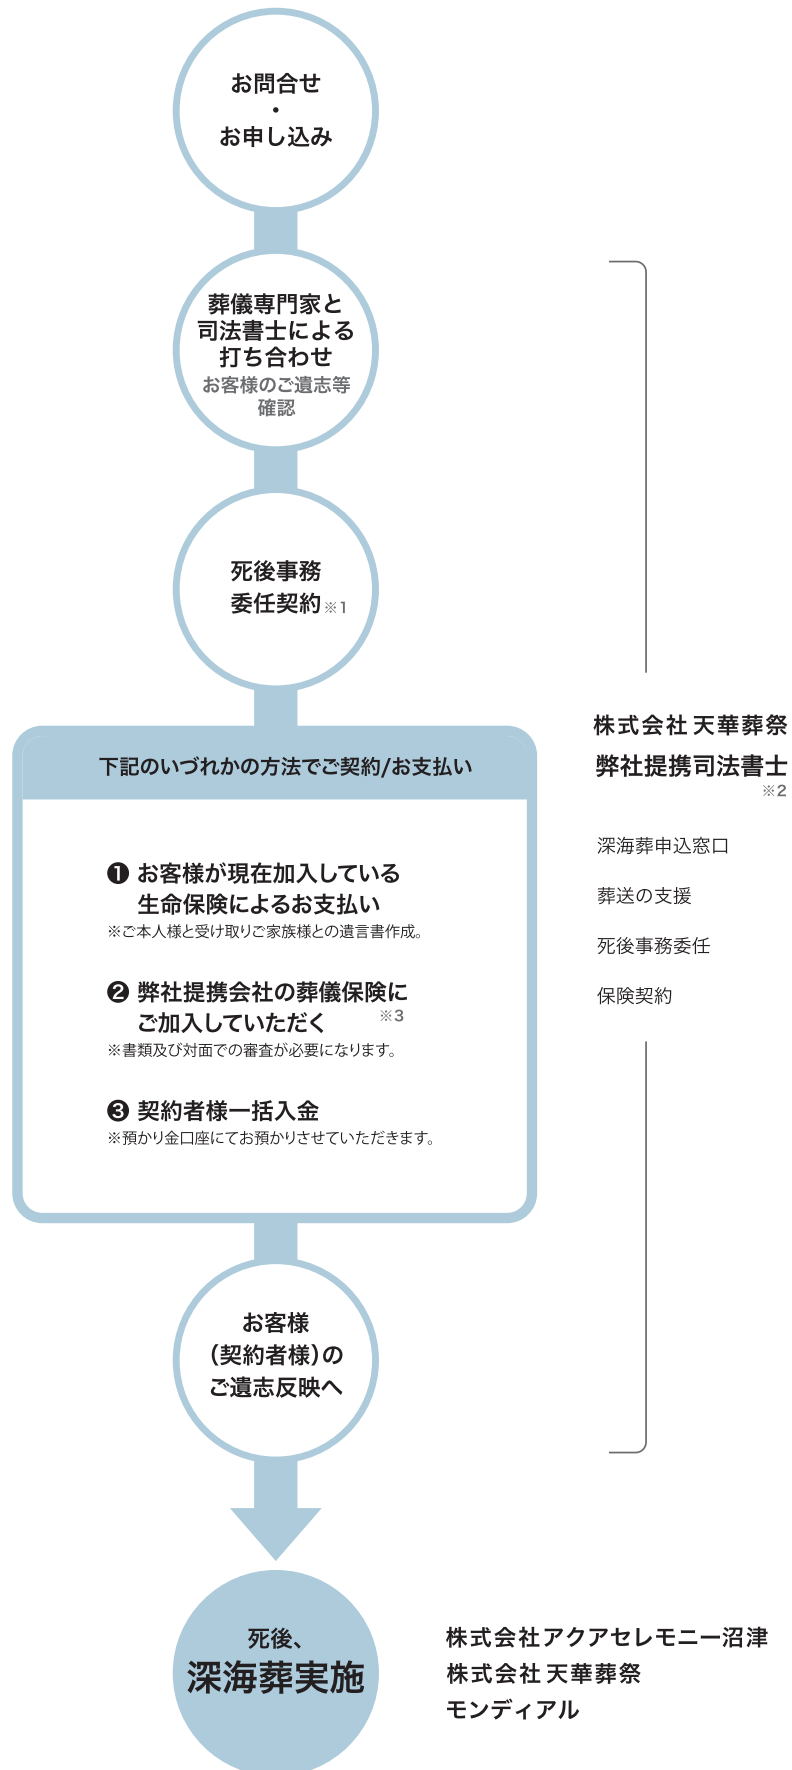 お問合せ
・
お申し込み
葬儀専門家と
司法書士による
打ち合わせ
お客様のご遺志等
確認
死後事務
委任契約※1
下記のいづれかの方法でご契約/お支払い
❶ お客様が現在加入している
生命保険によるお支払い
※ご本人様と受け取りご家族様との遺言書作成。
❷ 弊社提携会社の葬儀保険に
ご加入していただく ※3
※書類及び対面での審査が必要になります。
❸ 契約者様一括入金
※預かり金口座にてお預かりさせていただきます。
お客様
（契約者様）の
ご遺志反映へ
株式会社 天華葬祭
弊社提携司法書士
※2
深海葬申込窓口
葬送の支援
死後事務委任
保険契約
死後、
深海葬実施
株式会社アクアセレモニー沼津
株式会社 天華葬祭
モンディアル